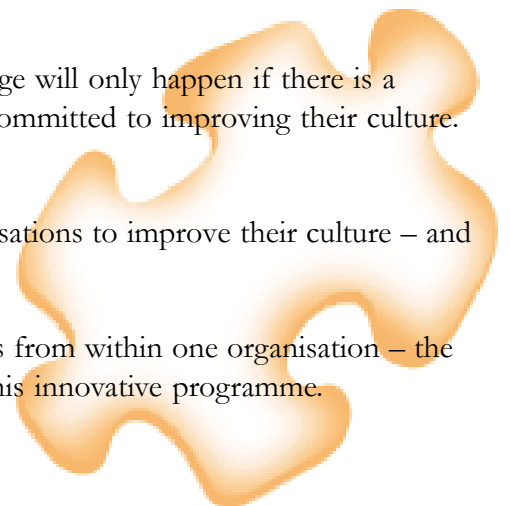 ge will only happen if there is a
ommitted to improving their culture.
sations to improve their culture – and
s from within one organisation – the
his innovative programme.